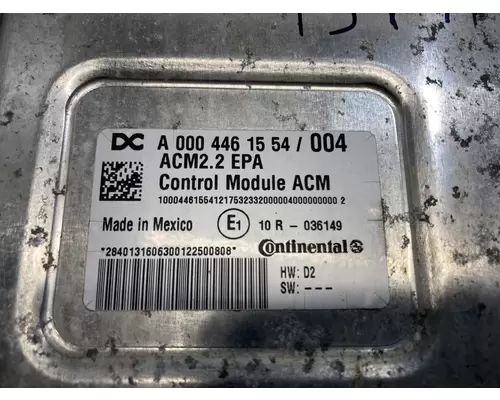 DC A 000 446 15 54 / 004
ACM2.2 EPA
Control Module ACM
10004461554121753233200000400000000 2
Made in Mexico E1 10 R - 036149
*2840131606300122500808* Continental
HW: D2
SW: ---